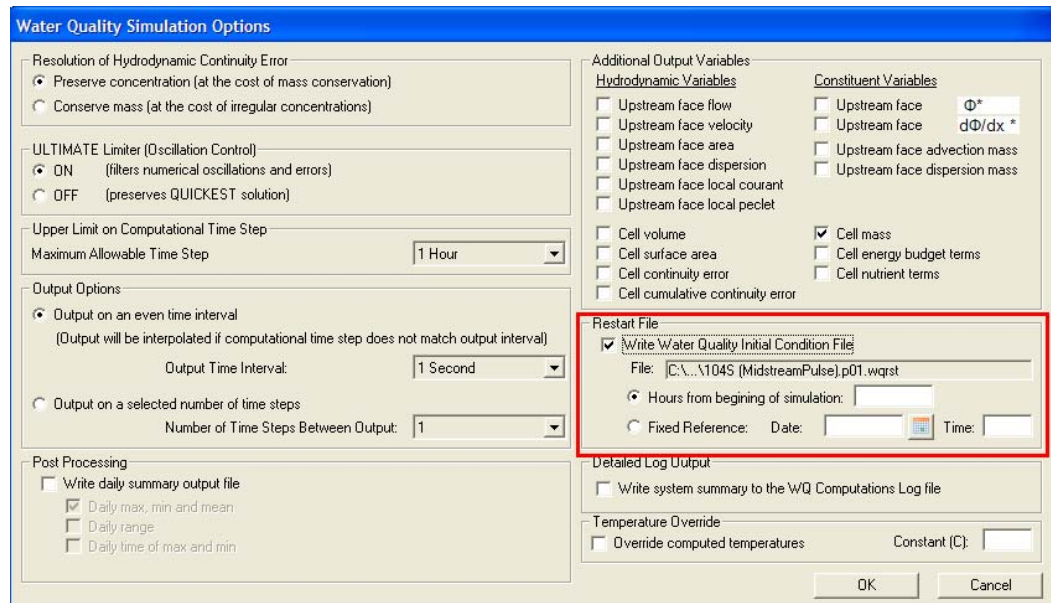 Water Quality Simulation Options
Resolution of Hydrodynamic Continuity Error
Preserve concentration (at the cost of mass conservation)
Conserve mass (at the cost of irregular concentrations)
ULTIMATE Limiter (Oscillation Control)
ON (filters numerical oscillations and errors)
OFF (preserves QUICKEST solution)
Upper Limit on Computational Time Step
Maximum Allowable Time Step 1 Hour
Output Options
Output on an even time interval
(Output will be interpolated if computational time step does not match output interval)
Output Time Interval: 1 Second
Output on a selected number of time steps
Number of Time Steps Between Output: 1
Post Processing
Write daily summary output file
Daily max, min and mean
Daily range
Daily time of max and min
Additional Output Variables
Hydrodynamic Variables Constituent Variables
Upstream face flow Upstream face Φ*
Upstream face velocity Upstream face dΦ/dx *
Upstream face area Upstream face advection mass
Upstream face dispersion Upstream face dispersion mass
Upstream face local courant
Upstream face local peclet
Cell volume Cell mass
Cell surface area Cell energy budget terms
Cell continuity error Cell nutrient terms
Cell cumulative continuity error
Restart File
Write Water Quality Initial Condition File
File: C:\...\104S (MidstreamPulse).p01.wqrst
Hours from begining of simulation:
Fixed Reference: Date: Time:
Detailed Log Output
Write system summary to the WQ Computations Log file
Temperature Override
Override computed temperatures Constant (C):
OK Cancel